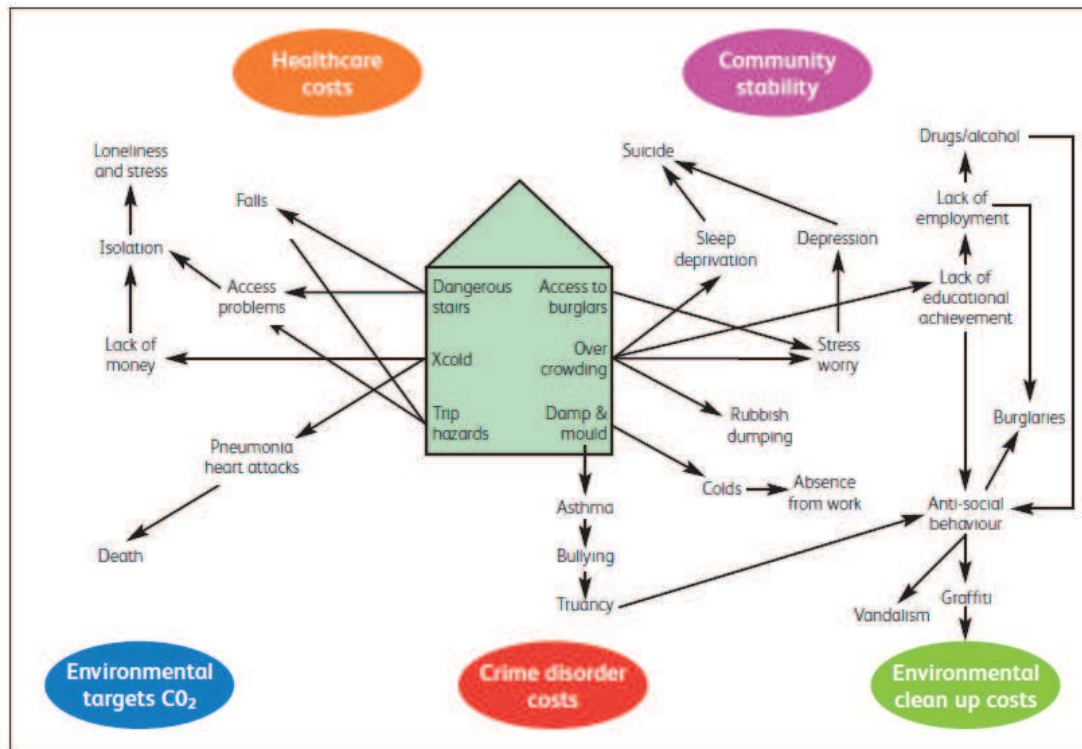 Healthcare
costs
Community
stability
Loneliness
and stress
Falls
Isolation
Access
problems
Lack of
money
Pneumonia
heart attacks
Death
Dangerous
stairs
Xcold
Trip
hazards
Access to
burglars
Over
crowding
Damp &
mould
Suicide
Sleep
deprivation
Depression
Stress
worry
Rubbish
dumping
Colds
Absence
from work
Asthma
Bullying
Truancy
Drugs/alcohol
Lack of
employment
Lack of
educational
achievement
Burglaries
Anti-social
behaviour
Vandalism
Graffiti
Environmental
targets CO₂
Crime disorder
costs
Environmental
clean up costs